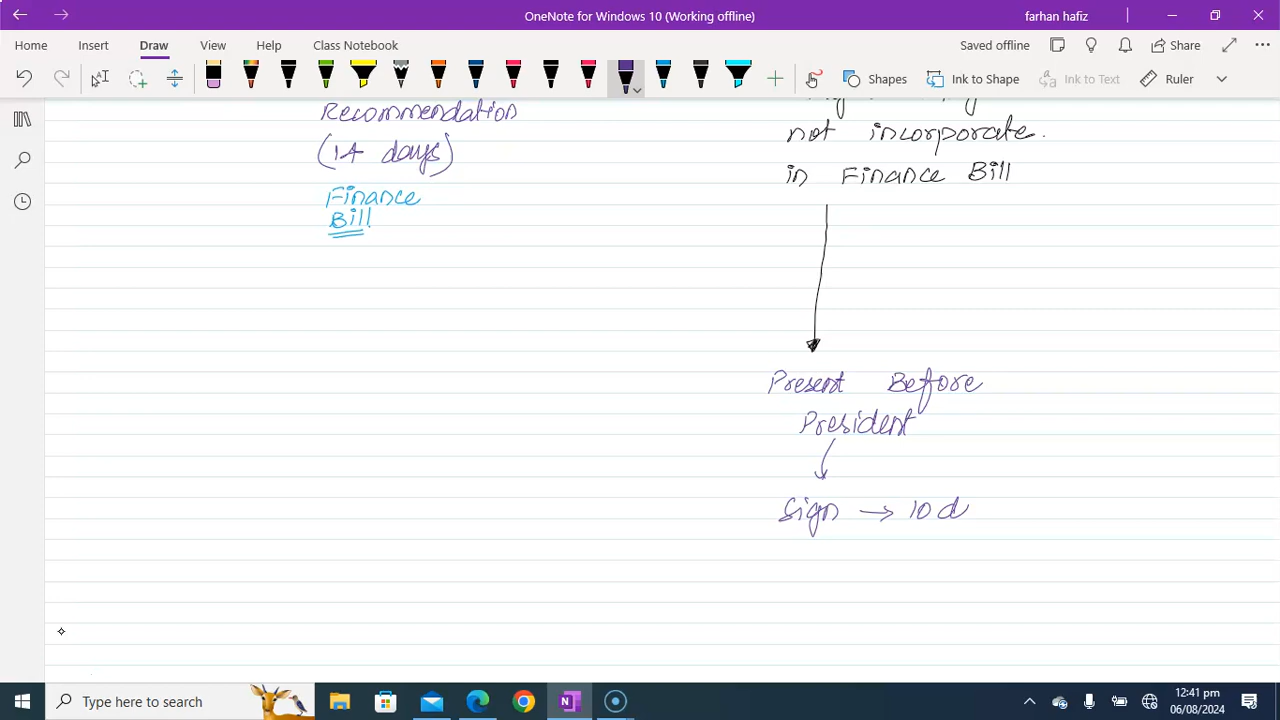 OneNote for Windows 10 (Working offline)
farhan hafiz
Home
Insert
Draw
View
Help
Class Notebook
Saved offline
Share
Shapes
Ink to Shape
Ink to Text
Ruler
Recommendation
(14 days)
Finance
Bill
not incorporate.
in Finance Bill
Present Before
President
Sign → 10 d
Type here to search
12:41 pm
06/08/2024